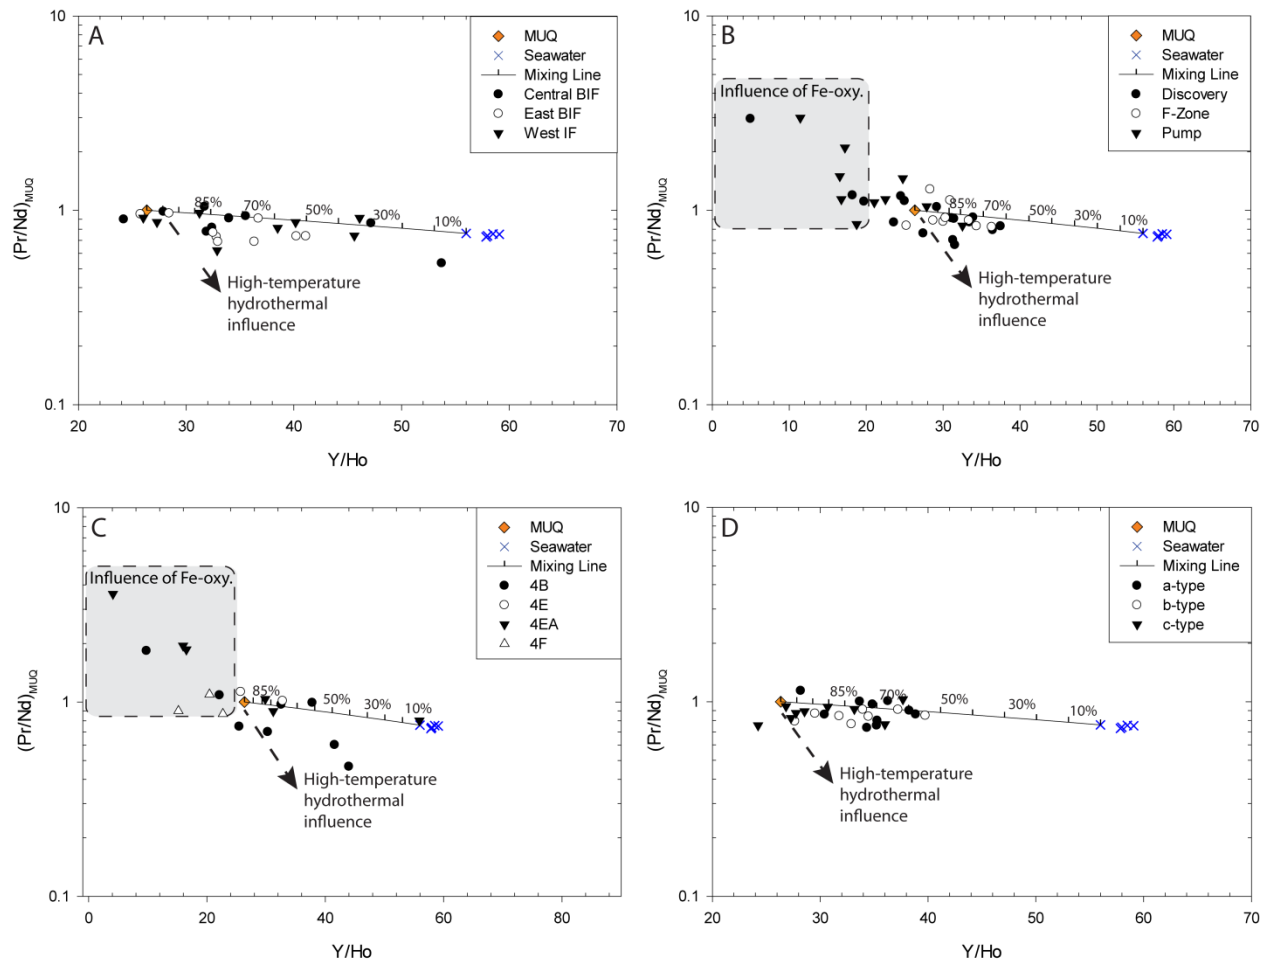 A
MUQ
Seawater
Mixing Line
Central BIF
East BIF
West IF
10
1
0.1
(Pr/Nd)MUQ
85%
70%
50%
30%
10%
High-temperature
hydrothermal
influence
20
30
40
50
60
70
Y/Ho
B
MUQ
Seawater
Mixing Line
Discovery
F-Zone
Pump
10
1
0.1
(Pr/Nd)MUQ
Influence of Fe-oxy.
85%
70%
50%
30%
10%
High-temperature
hydrothermal
influence
0
10
20
30
40
50
60
70
Y/Ho
C
MUQ
Seawater
Mixing Line
4B
4E
4EA
4F
10
1
0.1
(Pr/Nd)MUQ
Influence of Fe-oxy.
85%
50%
30%
10%
High-temperature
hydrothermal
influence
0
20
40
60
80
Y/Ho
D
MUQ
Seawater
Mixing Line
a-type
b-type
c-type
10
1
0.1
(Pr/Nd)MUQ
85%
70%
50%
30%
10%
High-temperature
hydrothermal
influence
20
30
40
50
60
70
Y/Ho